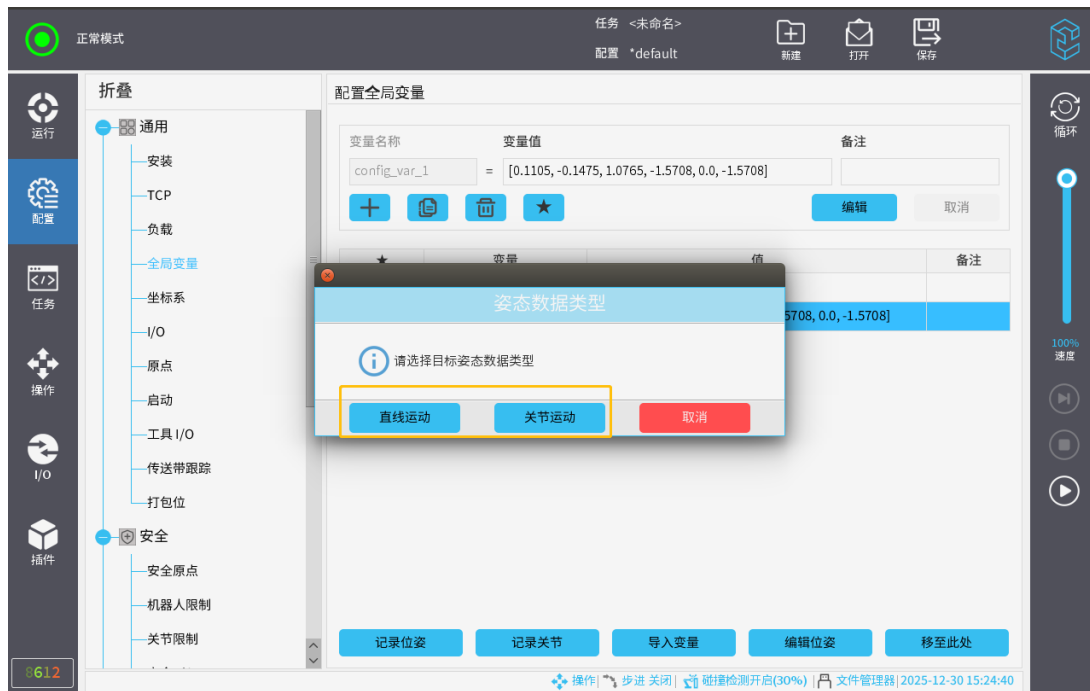 正常模式
任务 <未命名>
配置 *default
新建
打开
保存
运行
配置
任务
操作
I/O
插件
8612
折叠
通用
安装
TCP
负载
全局变量
坐标系
I/O
原点
启动
工具 I/O
传送带跟踪
打包位
安全
安全原点
机器人限制
关节限制
配置全局变量
变量名称 变量值 备注
config_var_1 = [0.1105, -0.1475, 1.0765, -1.5708, 0.0, -1.5708]
编辑 取消
★ 变量 值 备注
5708, 0.0, -1.5708]
姿态数据类型
请选择目标姿态数据类型
直线运动 关节运动 取消
记录位姿 记录关节 导入变量 编辑位姿 移至此处
循环
100%
速度
操作| 步进 关闭| 碰撞检测开启(30%) | 文件管理器|2025-12-30 15:24:40